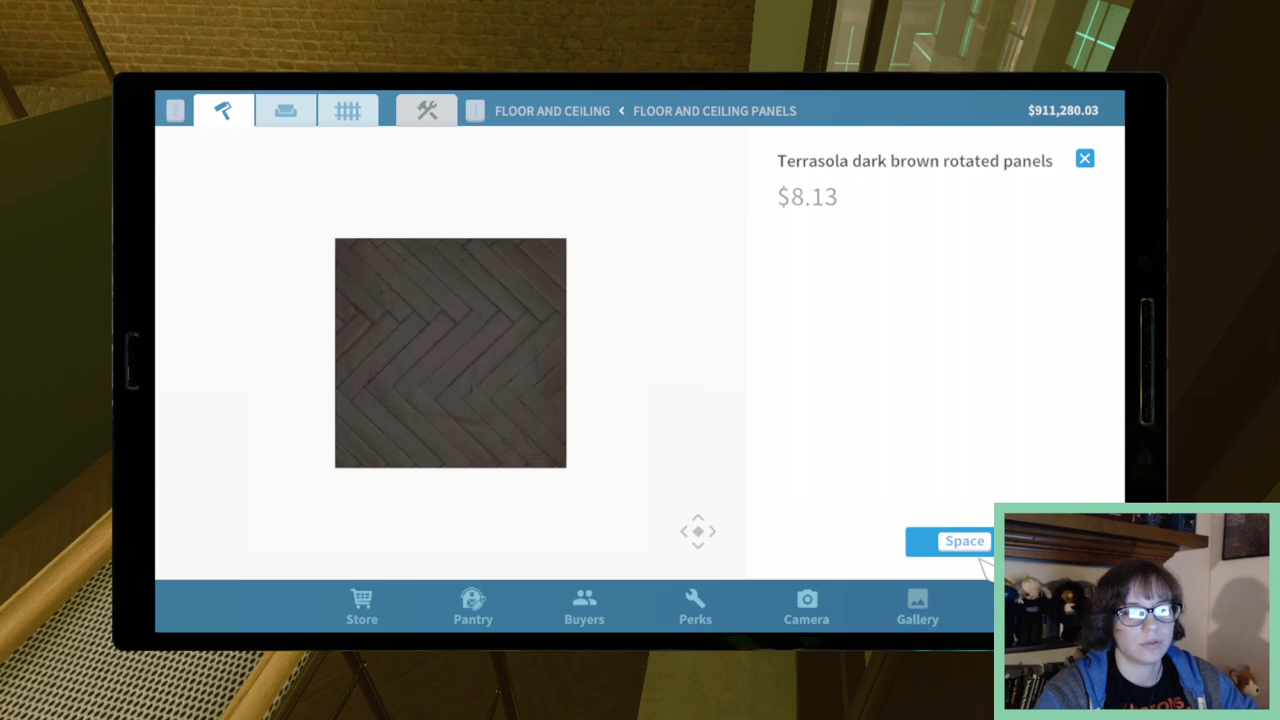 FLOOR AND CEILING < FLOOR AND CEILING PANELS
$911,280.03
Terrasola dark brown rotated panels
$8.13
Space
Store
Pantry
Buyers
Perks
Camera
Gallery